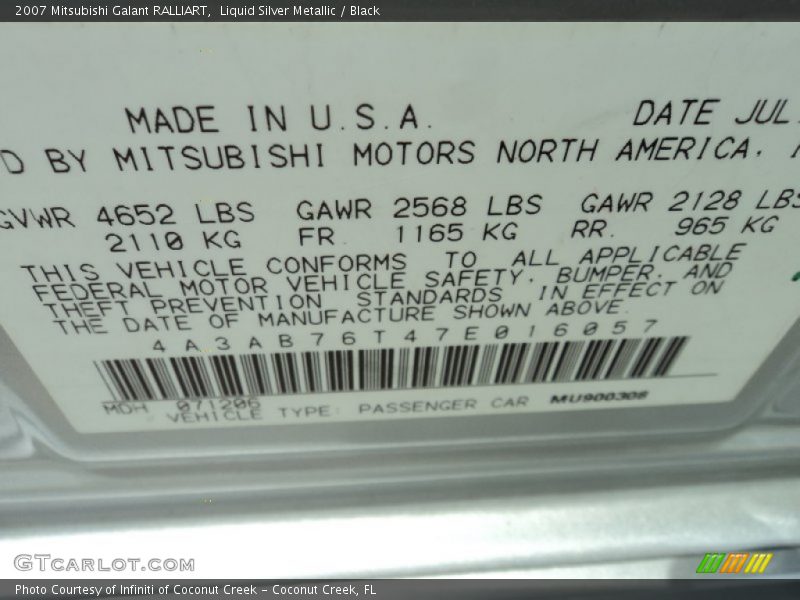 2007 Mitsubishi Galant RALLIART, Liquid Silver Metallic / Black
MADE IN U.S.A. DATE JUL
D BY MITSUBISHI MOTORS NORTH AMERICA.
GVWR 4652 LBS GAWR 2568 LBS GAWR 2128 LBS
2110 KG FR. 1165 KG RR. 965 KG
THIS VEHICLE CONFORMS TO ALL APPLICABLE
FEDERAL MOTOR VEHICLE SAFETY, BUMPER, AND
THEFT PREVENTION STANDARDS IN EFFECT ON
THE DATE OF MANUFACTURE SHOWN ABOVE.
4A3AB76T47E016057
MDH 071206
VEHICLE TYPE: PASSENGER CAR MU900308
GTCARLOT.COM
Photo Courtesy of Infiniti of Coconut Creek – Coconut Creek, FL